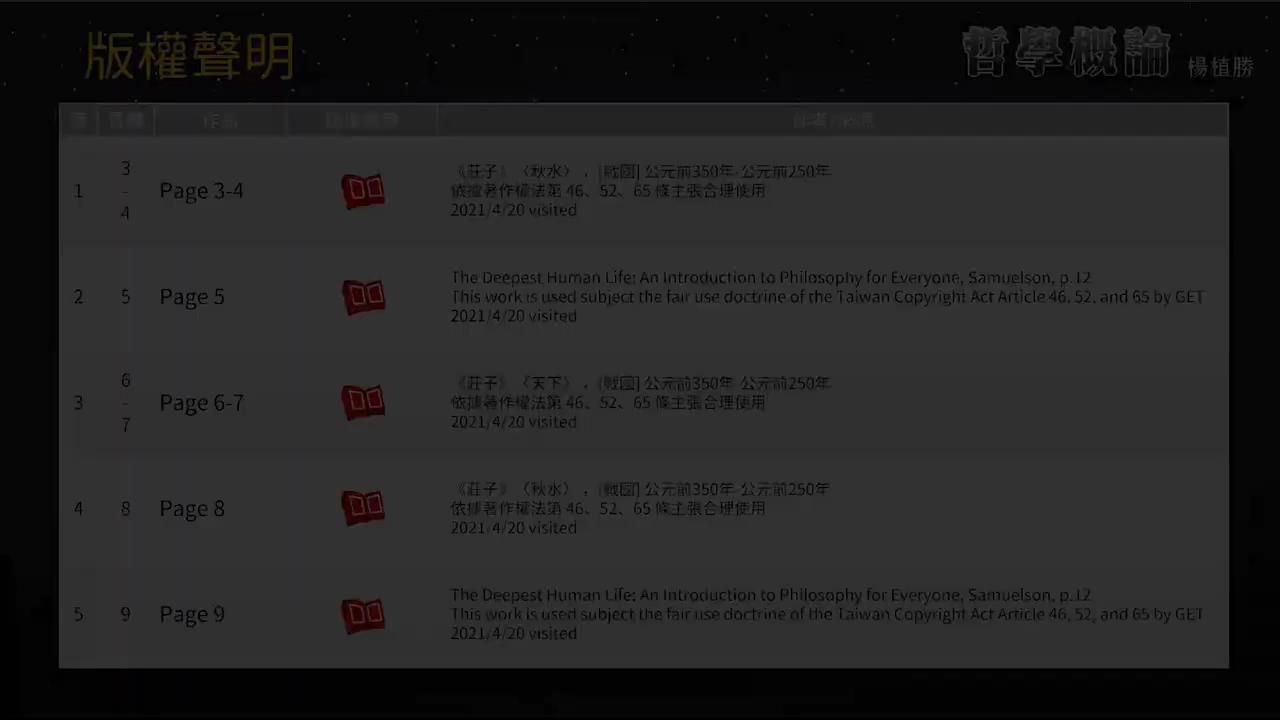 版權聲明
哲學概論 楊植勝
作品
1
3
-
4
Page 3-4
《莊子》〈秋水〉，[戰國] 公元前350年-公元前250年
依據著作權法第 46、52、65 條主張合理使用
2021/4/20 visited
2
5
Page 5
The Deepest Human Life: An Introduction to Philosophy for Everyone, Samuelson, p.12
This work is used subject the fair use doctrine of the Taiwan Copyright Act Article 46, 52, and 65 by GET
2021/4/20 visited
3
6
-
7
Page 6-7
《莊子》〈天下〉，[戰國] 公元前350年-公元前250年
依據著作權法第 46、52、65 條主張合理使用
2021/4/20 visited
4
8
Page 8
《莊子》〈秋水〉，[戰國] 公元前350年-公元前250年
依據著作權法第 46、52、65 條主張合理使用
2021/4/20 visited
5
9
Page 9
The Deepest Human Life: An Introduction to Philosophy for Everyone, Samuelson, p.12
This work is used subject the fair use doctrine of the Taiwan Copyright Act Article 46, 52, and 65 by GET
2021/4/20 visited